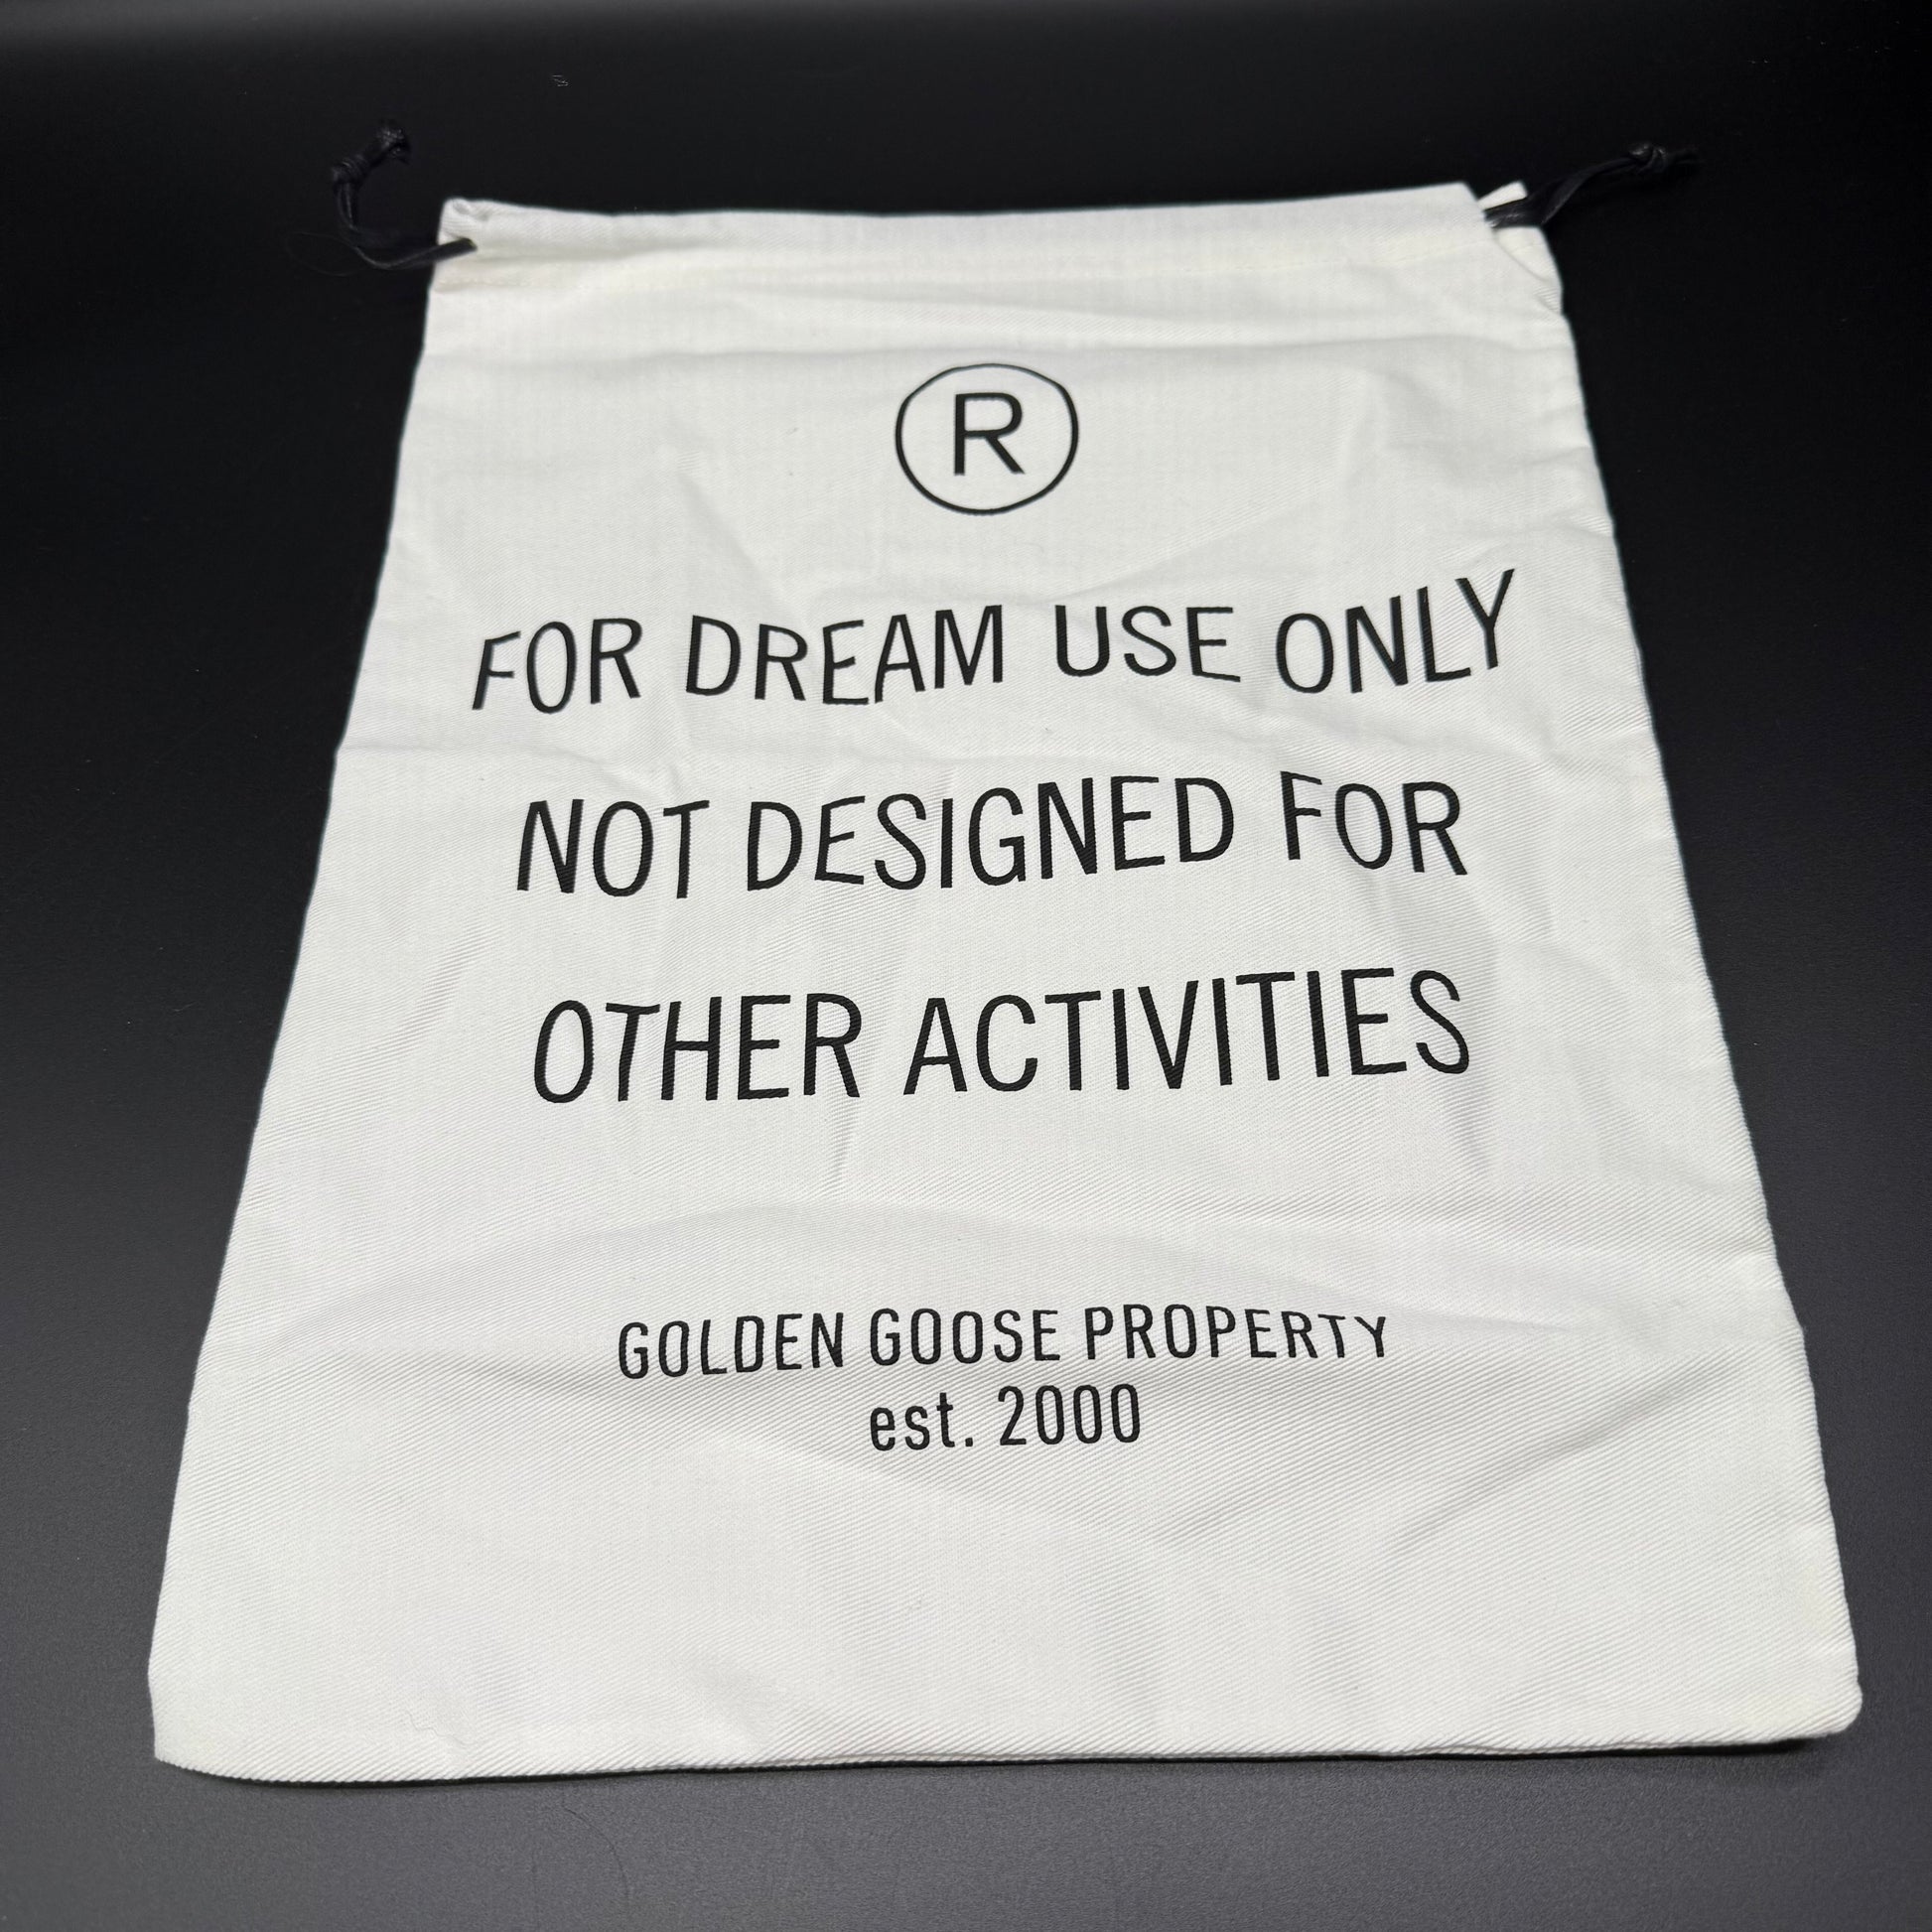 ®
FOR DREAM USE ONLY
NOT DESIGNED FOR
OTHER ACTIVITIES
GOLDEN GOOSE PROPERTY
est. 2000